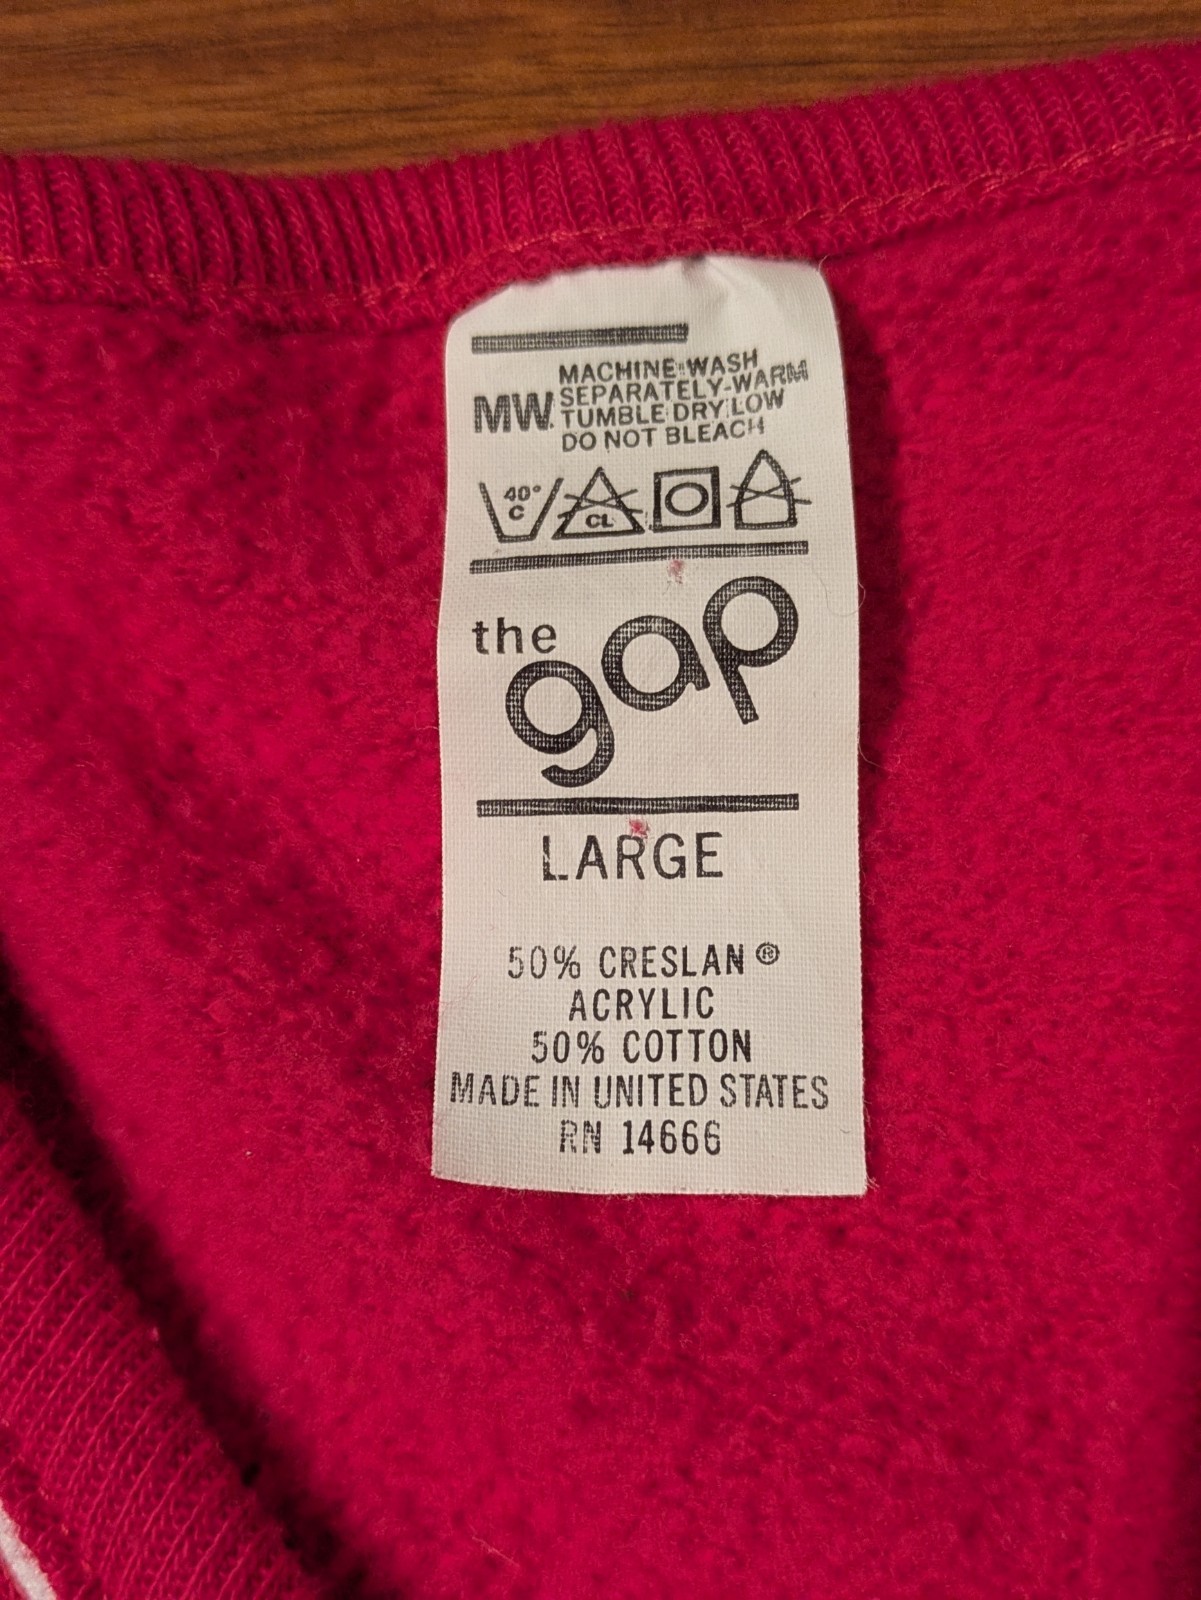 MACHINE WASH
MW. SEPARATELY-WARM
TUMBLE DRY LOW
DO NOT BLEACH
40° C CL
the gap
LARGE
50% CRESLAN ®
ACRYLIC
50% COTTON
MADE IN UNITED STATES
RN 14666